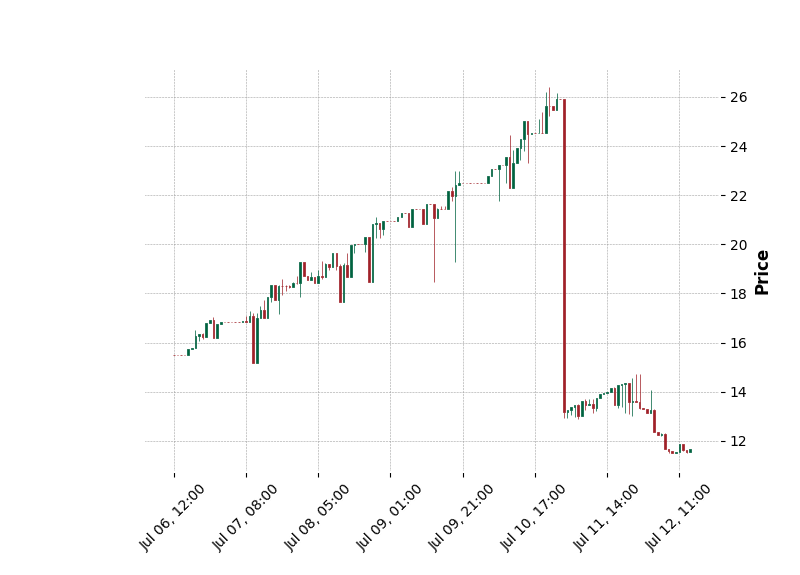 26
24
22
20
18
16
14
12
Price
Jul 06, 12:00
Jul 07, 08:00
Jul 08, 05:00
Jul 09, 01:00
Jul 09, 21:00
Jul 10, 17:00
Jul 11, 14:00
Jul 12, 11:00